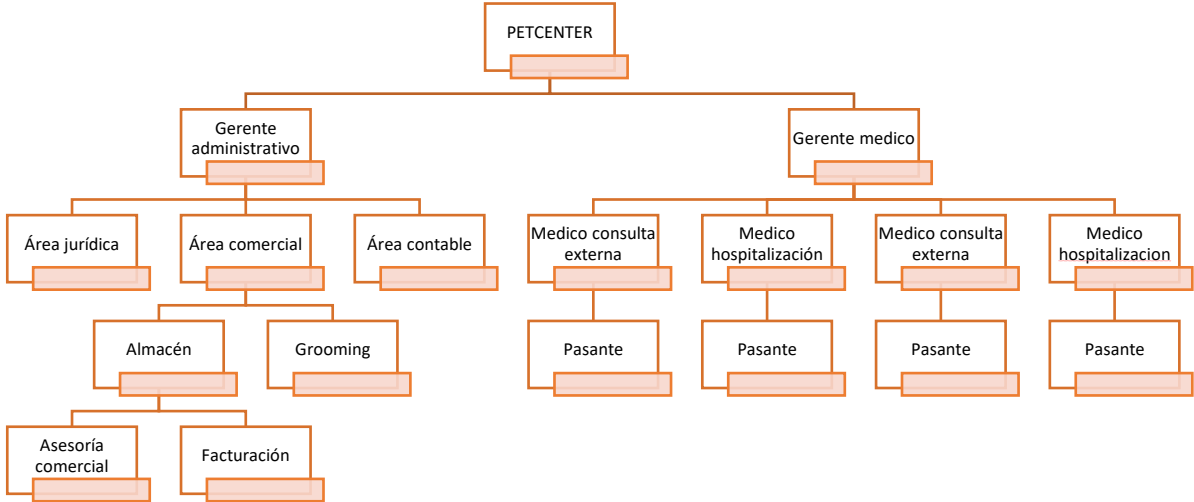 PETCENTER
Gerente
administrativo
Gerente medico
Área jurídica
Área comercial
Área contable
Medico consulta
externa
Medico
hospitalización
Medico consulta
externa
Medico
hospitalizacion
Almacén
Grooming
Pasante
Pasante
Pasante
Pasante
Asesoría
comercial
Facturación